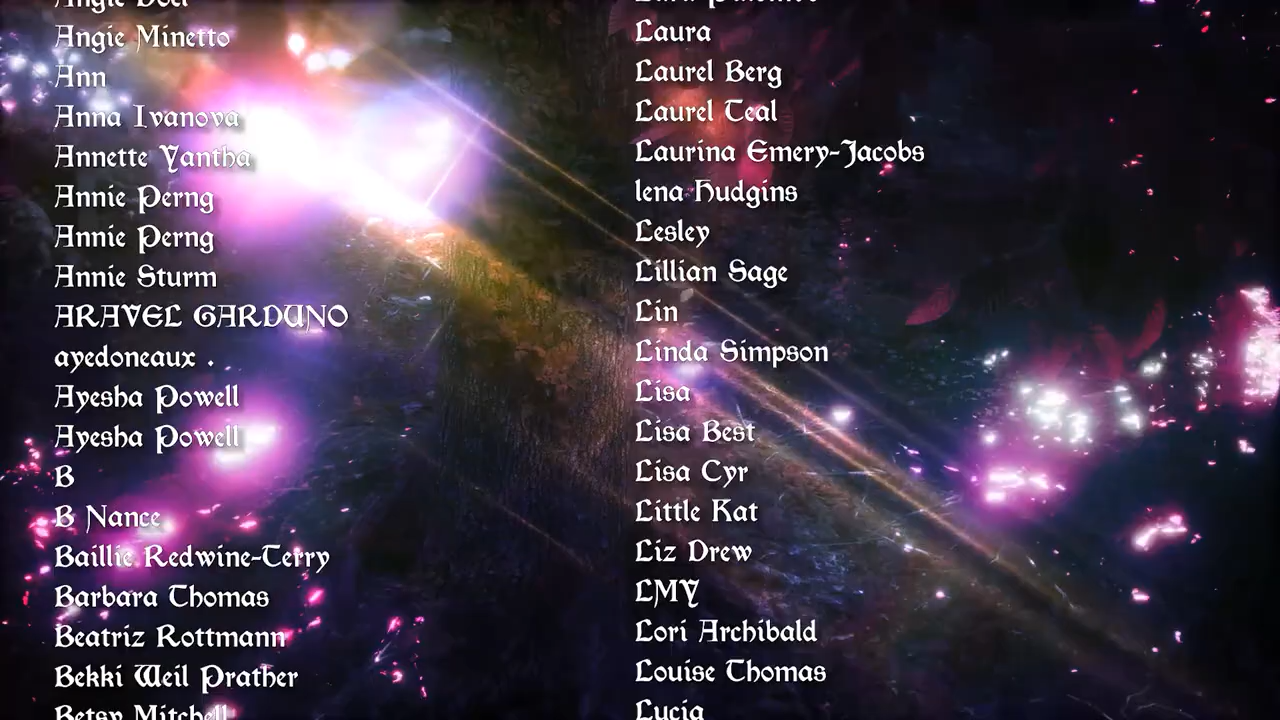 Angie Minetto
Ann
Anna Ivanova
Annette Yantha
Annie Perng
Annie Perng
Annie Sturm
ARAVEL GARDUNO
ayedoneaux .
Ayesha Powell
Ayesha Powell
B
B Nance
Baillie Redwine-Terry
Barbara Thomas
Beatriz Rottmann
Bekki Weil Prather
Betsy Mitchell
Laura
Laurel Berg
Laurel Teal
Laurina Emery-Jacobs
lena Hudgins
Lesley
Lillian Sage
Lin
Linda Simpson
Lisa
Lisa Best
Lisa Cyr
Little Kat
Liz Drew
LMY
Lori Archibald
Louise Thomas
Lucia